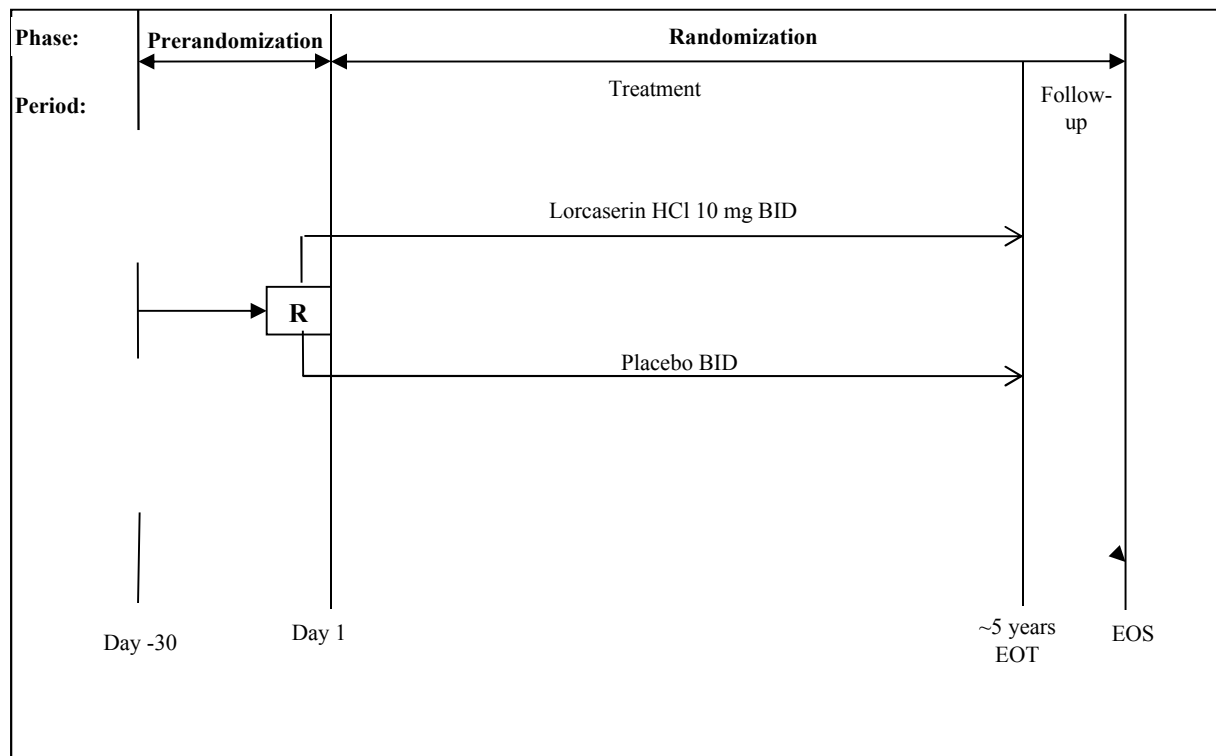 Phase:
Prerandomization
Randomization
Period:
Treatment
Follow-
up
Lorcaserin HCl 10 mg BID
R
Placebo BID
Day -30
Day 1
~5 years
EOT
EOS